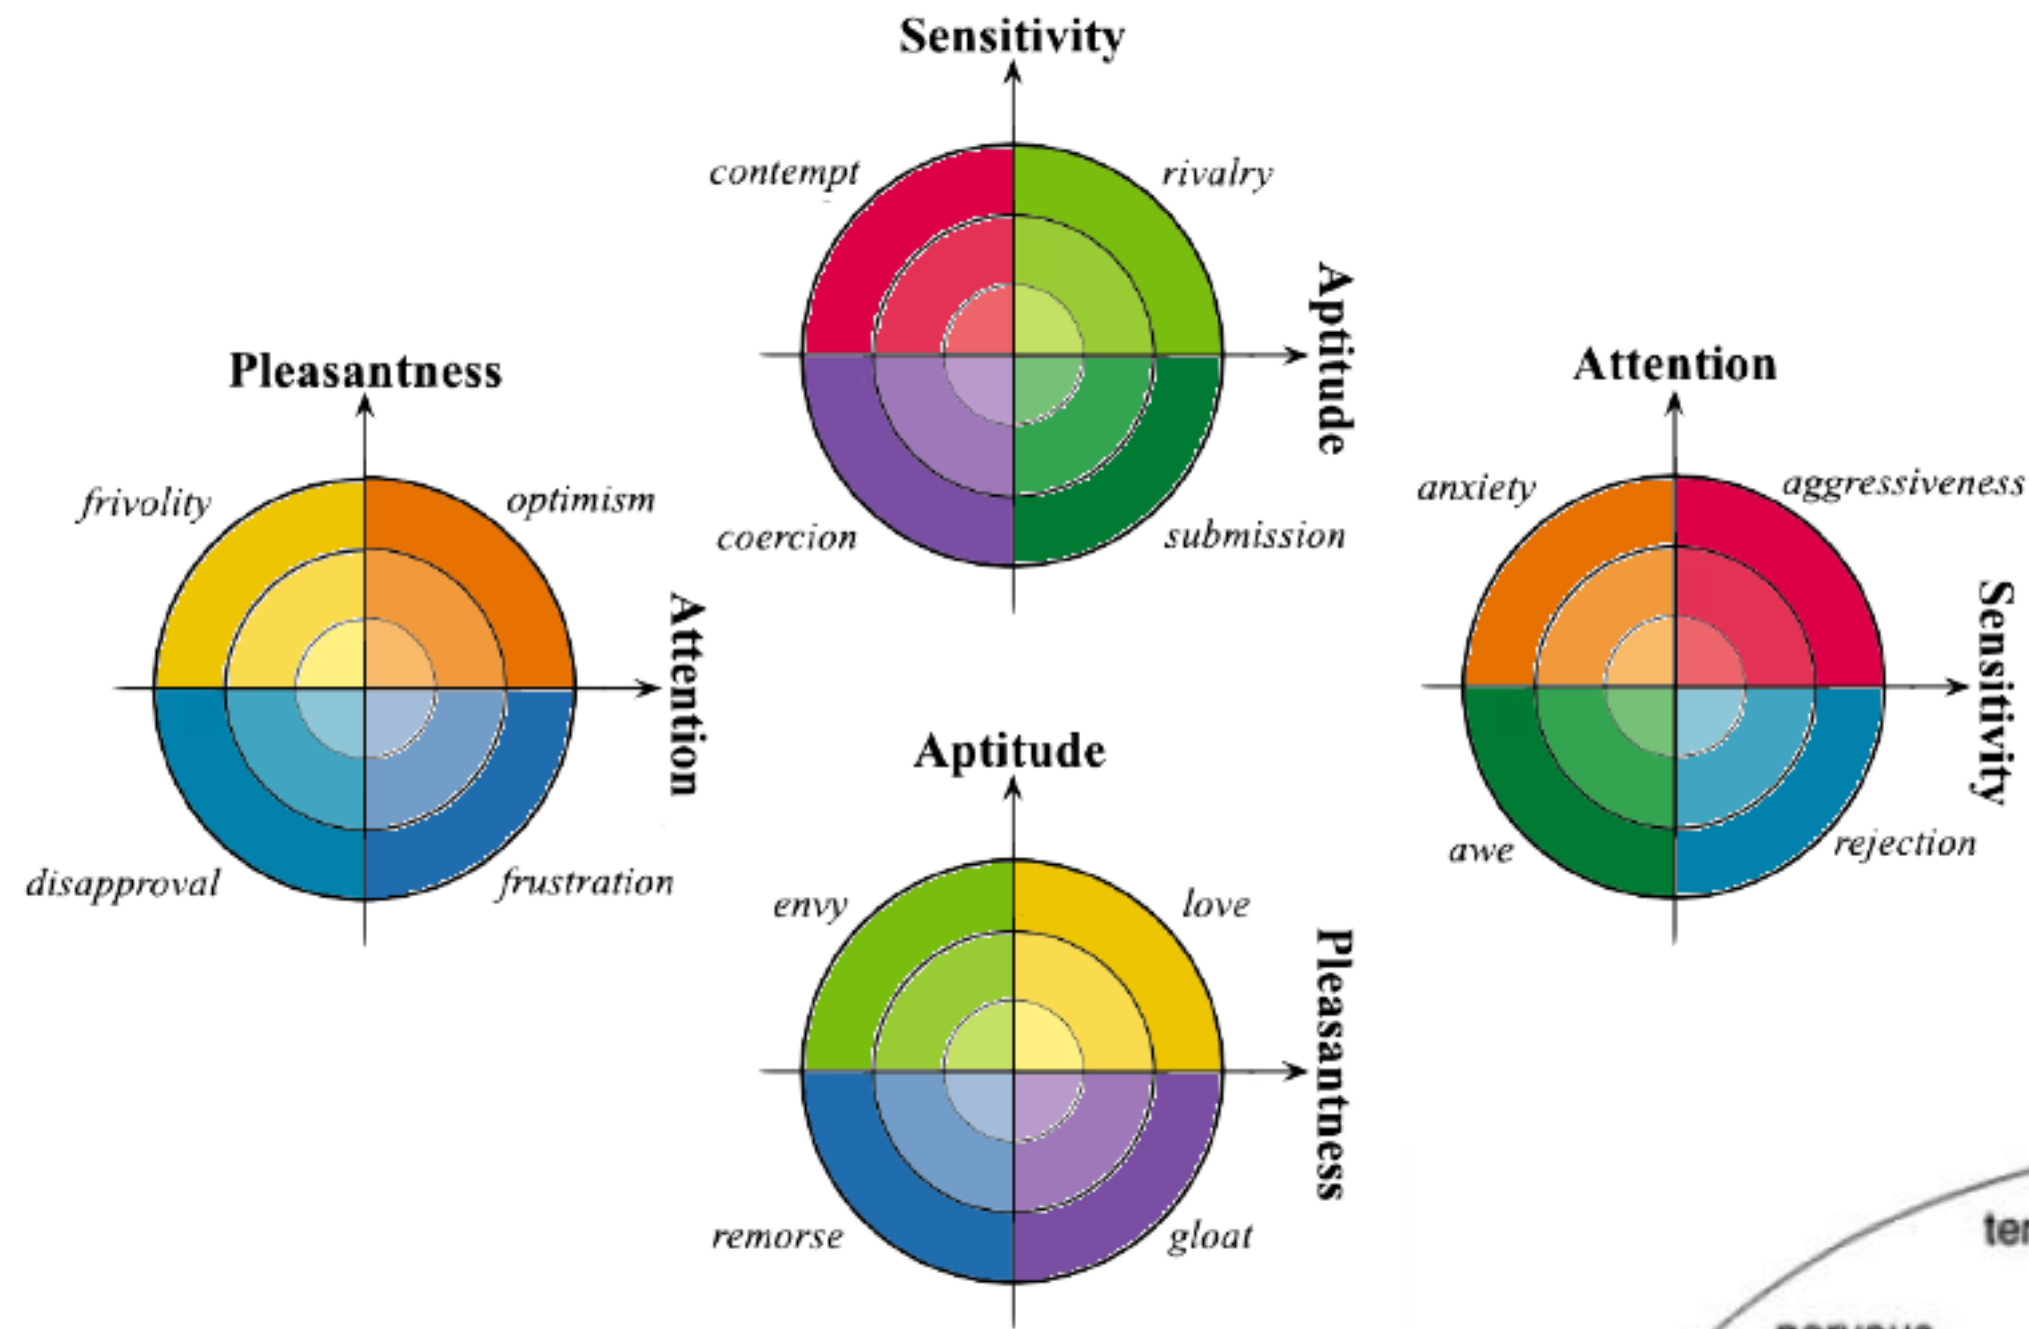 Sensitivity
contempt
rivalry
Aptitude
coercion
submission
Pleasantness
frivolity
optimism
Attention
disapproval
frustration
Attention
anxiety
aggressiveness
Sensitivity
awe
rejection
Aptitude
envy
love
Pleasantness
remorse
gloat